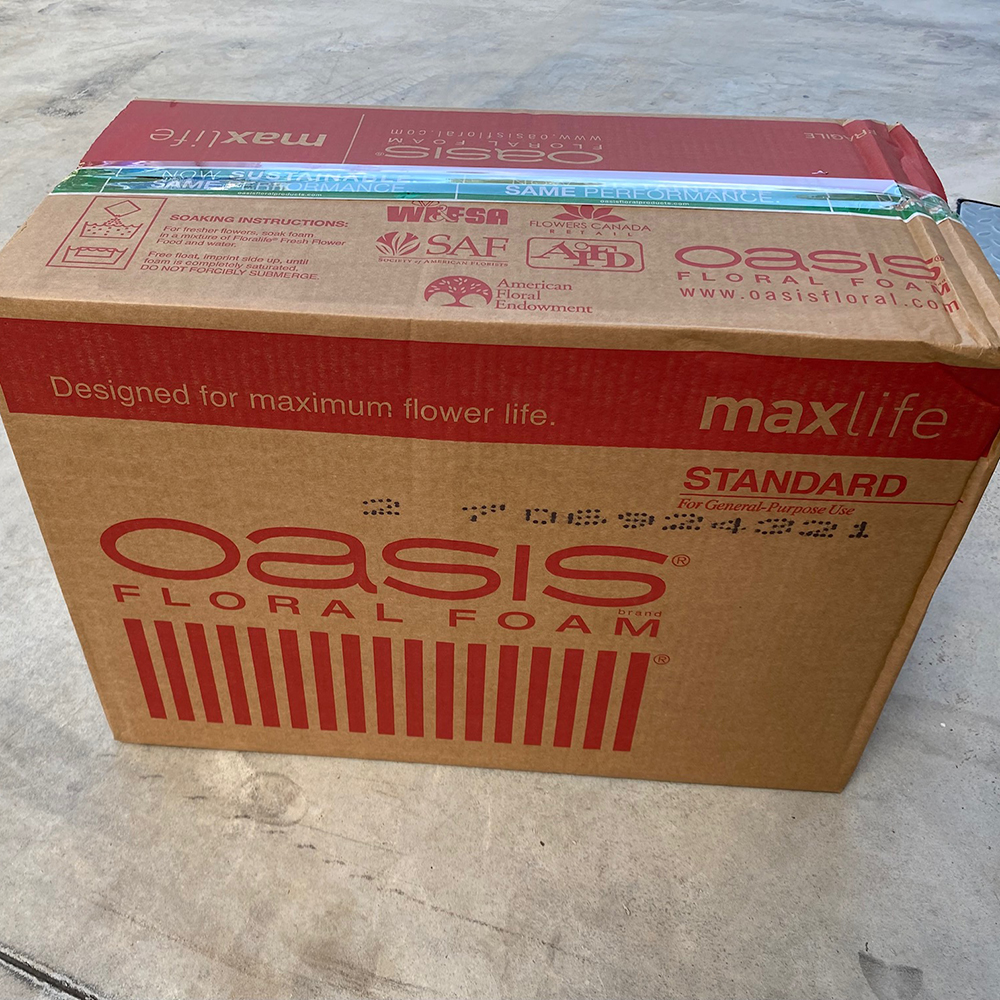 maxlife
www.oasisfloral.com
FLORAL FOAM
oasis®
NOW SUSTAINABLE
SAME PERFORMANCE.
oasisfloralproducts.com
SAME PERFORMANCE.
oasisfloralproducts.com
SOAKING INSTRUCTIONS:
For fresher flowers, soak foam
in a mixture of Floralife® Fresh Flower
Food and water.
Free float, imprint side up, until
foam is completely saturated.
DO NOT FORCIBLY SUBMERGE.
WF&FSA
FLOWERS CANADA
RETAIL
SAF
SOCIETY of AMERICAN FLORISTS
AIFD
American
Floral
Endowment
oasis®
FLORAL FOAM
www.oasisfloral.com
Designed for maximum flower life.
maxlife
STANDARD
For General-Purpose Use
oasis®
FLORAL FOAM
brand
®